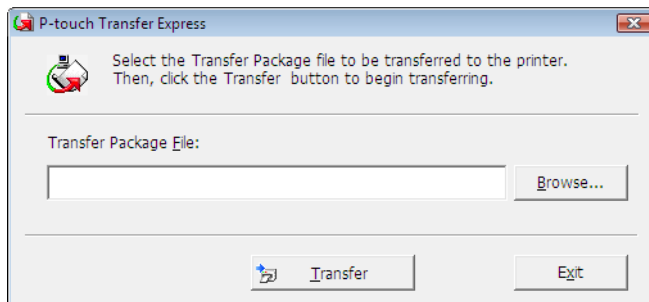 P-touch Transfer Express
Select the Transfer Package file to be transferred to the printer.
Then, click the Transfer button to begin transferring.
Transfer Package File:
Browse...
Transfer
Exit